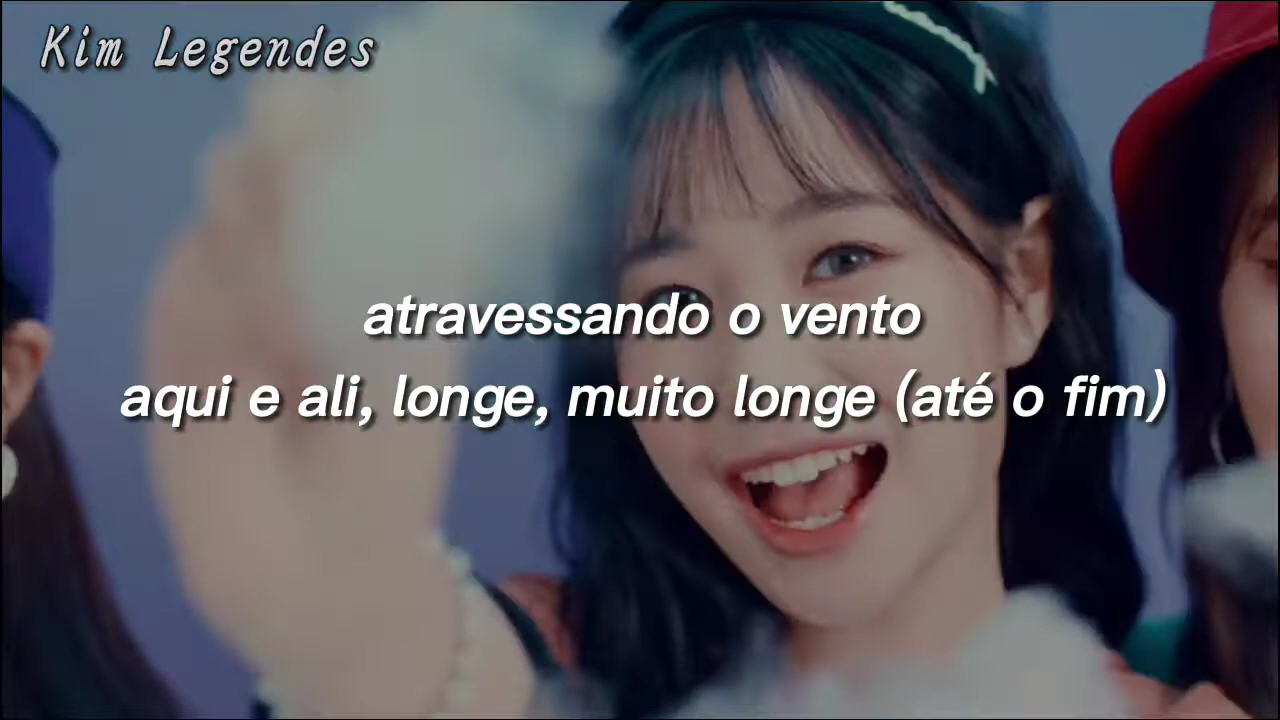 Kim Legendes
atravessando o vento
aqui e ali, longe, muito longe (até o fim)